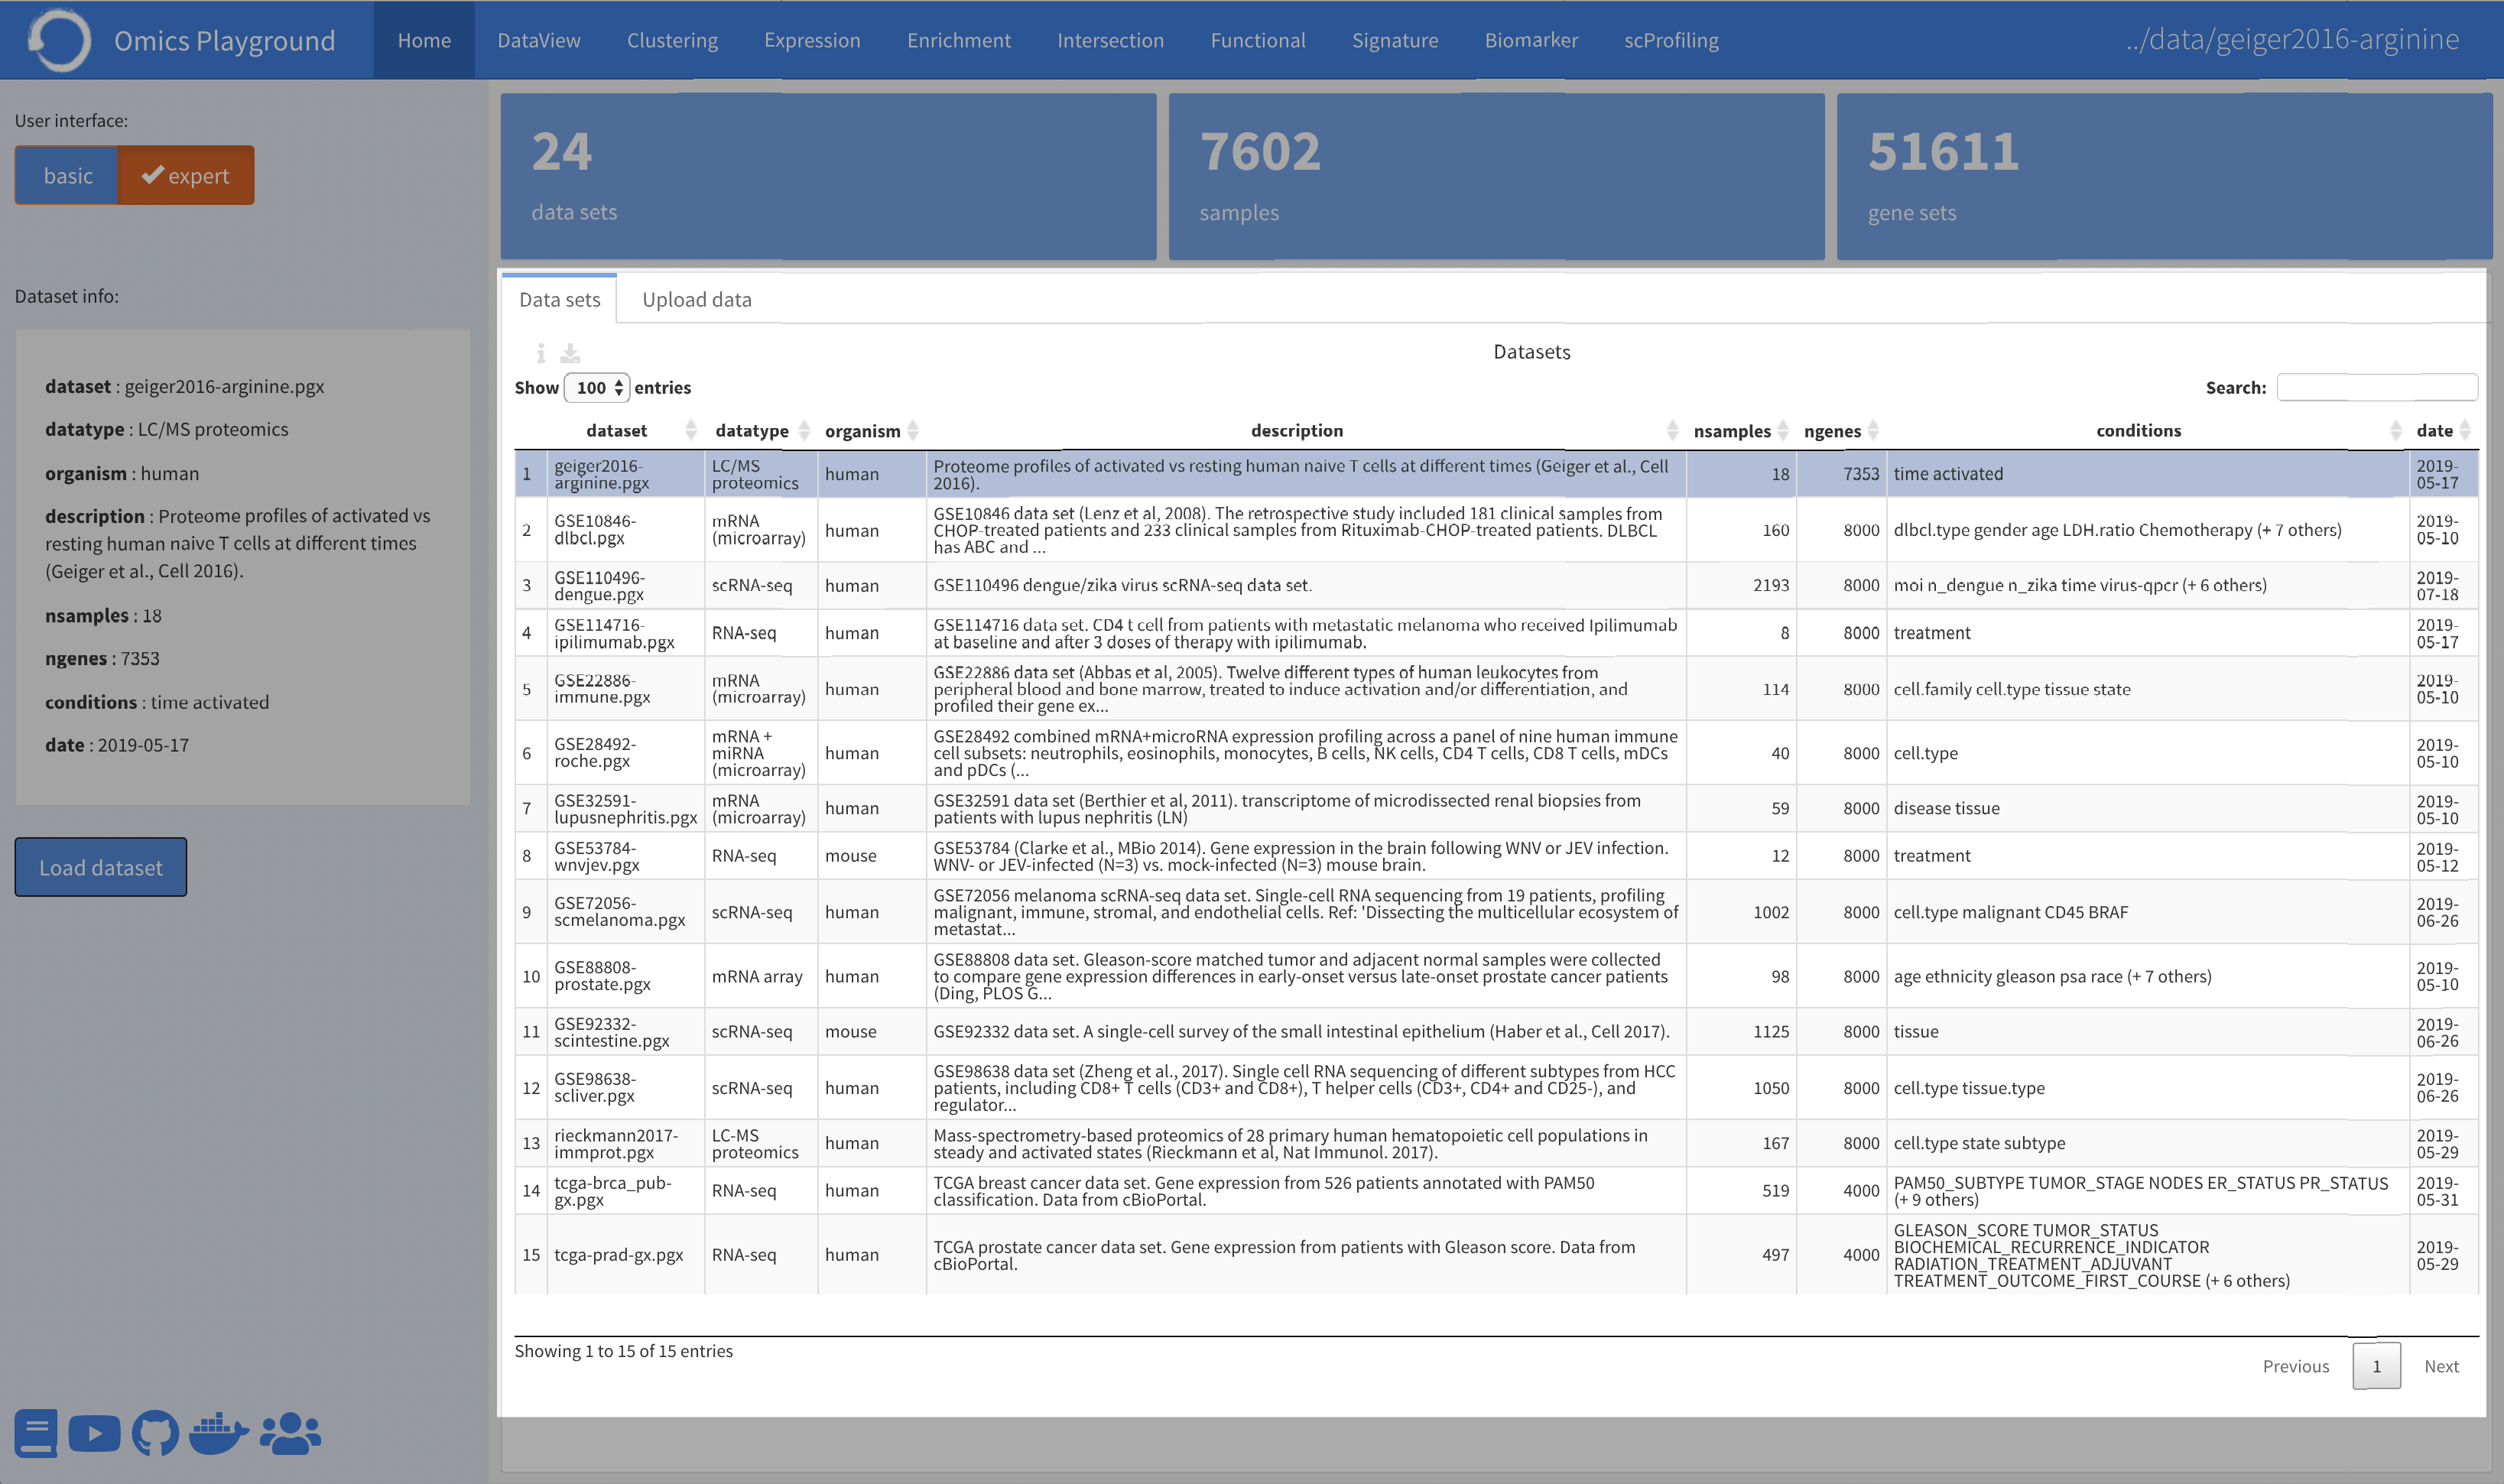 Omics Playground
Home DataView Clustering Expression Enrichment Intersection Functional Signature Biomarker scProfiling
../data/geiger2016-arginine
User interface:
basic expert
Dataset info:
dataset : geiger2016-arginine.pgx
datatype : LC/MS proteomics
organism : human
description : Proteome profiles of activated vs
resting human naive T cells at different times
(Geiger et al., Cell 2016).
nsamples : 18
ngenes : 7353
conditions : time activated
date : 2019-05-17
Load dataset
24
data sets
7602
samples
51611
gene sets
Data sets Upload data
Datasets
Show 100 entries
Search:
dataset datatype organism description nsamples ngenes conditions date
1 geiger2016-
arginine.pgx
LC/MS
proteomics
human
Proteome profiles of activated vs resting human naive T cells at different times (Geiger et al., Cell
2016).
18 7353 time activated
2019-
05-17
2 GSE10846-
dlbcl.pgx
mRNA
(microarray)
human
GSE10846 data set (Lenz et al, 2008). The retrospective study included 181 clinical samples from
CHOP-treated patients and 233 clinical samples from Rituximab-CHOP-treated patients. DLBCL
has ABC and ...
160 8000 dlbcl.type gender age LDH.ratio Chemotherapy (+ 7 others)
2019-
05-10
3 GSE110496-
dengue.pgx
scRNA-seq human GSE110496 dengue/zika virus scRNA-seq data set.
2193 8000 moi n_dengue n_zika time virus-qpcr (+ 6 others)
2019-
07-18
4 GSE114716-
ipilimumab.pgx
RNA-seq human
GSE114716 data set. CD4 t cell from patients with metastatic melanoma who received Ipilimumab
at baseline and after 3 doses of therapy with ipilimumab.
8 8000 treatment
2019-
05-17
5 GSE22886-
immune.pgx
mRNA
(microarray)
human
GSE22886 data set (Abbas et al, 2005). Twelve different types of human leukocytes from
peripheral blood and bone marrow, treated to induce activation and/or differentiation, and
profiled their gene ex...
114 8000 cell.family cell.type tissue state
2019-
05-10
6 GSE28492-
roche.pgx
mRNA +
miRNA
(microarray)
human
GSE28492 combined mRNA+microRNA expression profiling across a panel of nine human immune
cell subsets: neutrophils, eosinophils, monocytes, B cells, NK cells, CD4 T cells, CD8 T cells, mDCs
and pDCs (...
40 8000 cell.type
2019-
05-10
7 GSE32591-
lupusnephritis.pgx
mRNA
(microarray)
human
GSE32591 data set (Berthier et al, 2011). transcriptome of microdissected renal biopsies from
patients with lupus nephritis (LN)
59 8000 disease tissue
2019-
05-10
8 GSE53784-
wnvjev.pgx
RNA-seq mouse
GSE53784 (Clarke et al., MBio 2014). Gene expression in the brain following WNV or JEV infection.
WNV- or JEV-infected (N=3) vs. mock-infected (N=3) mouse brain.
12 8000 treatment
2019-
05-12
9 GSE72056-
scmelanoma.pgx
scRNA-seq human
GSE72056 melanoma scRNA-seq data set. Single-cell RNA sequencing from 19 patients, profiling
malignant, immune, stromal, and endothelial cells. Ref: 'Dissecting the multicellular ecosystem of
metastat...
1002 8000 cell.type malignant CD45 BRAF
2019-
06-26
10 GSE88808-
prostate.pgx
mRNA array human
GSE88808 data set. Gleason-score matched tumor and adjacent normal samples were collected
to compare gene expression differences in early-onset versus late-onset prostate cancer patients
(Ding, PLOS G...
98 8000 age ethnicity gleason psa race (+ 7 others)
2019-
05-10
11 GSE92332-
scintestine.pgx
scRNA-seq mouse GSE92332 data set. A single-cell survey of the small intestinal epithelium (Haber et al., Cell 2017).
1125 8000 tissue
2019-
06-26
12 GSE98638-
scliver.pgx
scRNA-seq human
GSE98638 data set (Zheng et al., 2017). Single cell RNA sequencing of different subtypes from HCC
patients, including CD8+ T cells (CD3+ and CD8+), T helper cells (CD3+, CD4+ and CD25-), and
regulator...
1050 8000 cell.type tissue.type
2019-
06-26
13 rieckmann2017-
immprot.pgx
LC-MS
proteomics
human
Mass-spectrometry-based proteomics of 28 primary human hematopoietic cell populations in
steady and activated states (Rieckmann et al, Nat Immunol. 2017).
167 8000 cell.type state subtype
2019-
05-29
14 tcga-brca_pub-
gx.pgx
RNA-seq human
TCGA breast cancer data set. Gene expression from 526 patients annotated with PAM50
classification. Data from cBioPortal.
519 4000
PAM50_SUBTYPE TUMOR_STAGE NODES ER_STATUS PR_STATUS
(+ 9 others)
2019-
05-31
15 tcga-prad-gx.pgx RNA-seq human
TCGA prostate cancer data set. Gene expression from patients with Gleason score. Data from
cBioPortal.
497 4000
GLEASON_SCORE TUMOR_STATUS
BIOCHEMICAL_RECURRENCE_INDICATOR
RADIATION_TREATMENT_ADJUVANT
TREATMENT_OUTCOME_FIRST_COURSE (+ 6 others)
2019-
05-29
Showing 1 to 15 of 15 entries
Previous 1 Next